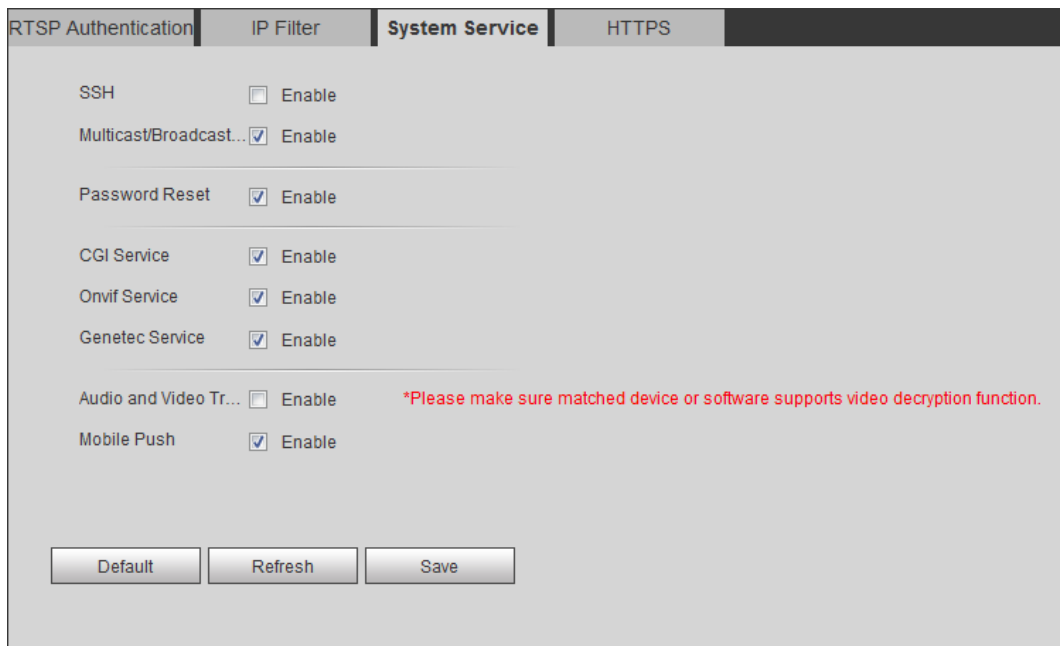 RTSP Authentication IP Filter System Service HTTPS
SSH Enable
Multicast/Broadcast... Enable
Password Reset Enable
CGI Service Enable
Onvif Service Enable
Genetec Service Enable
Audio and Video Tr... Enable *Please make sure matched device or software supports video decryption function.
Mobile Push Enable
Default Refresh Save